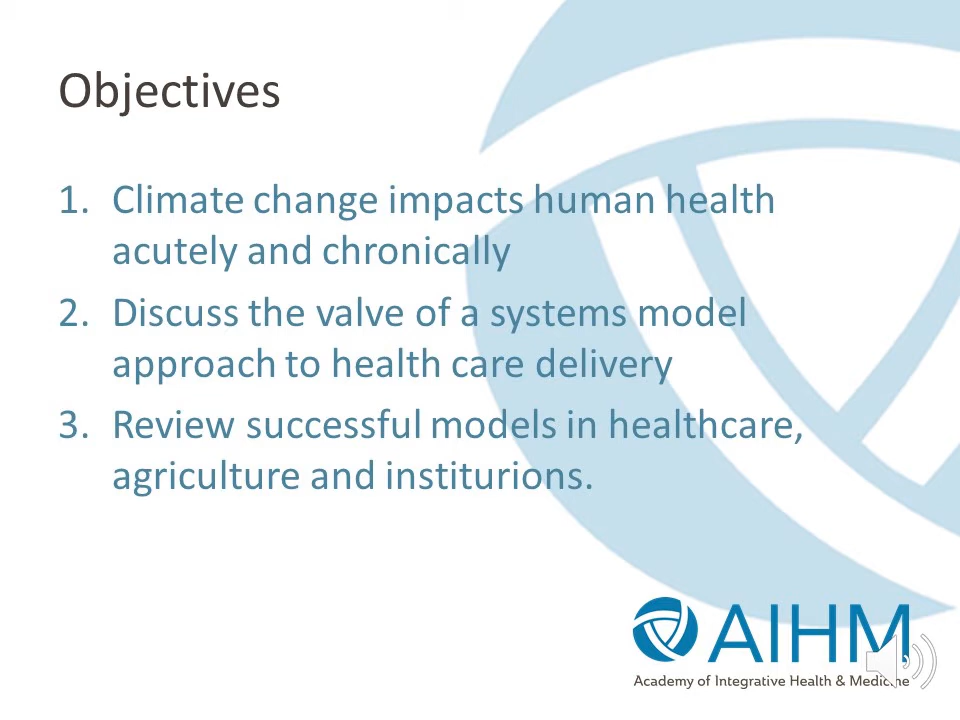 Objectives
1. Climate change impacts human health
acutely and chronically
2. Discuss the valve of a systems model
approach to health care delivery
3. Review successful models in healthcare,
agriculture and institurions.
AIHM
Academy of Integrative Health & Medicine